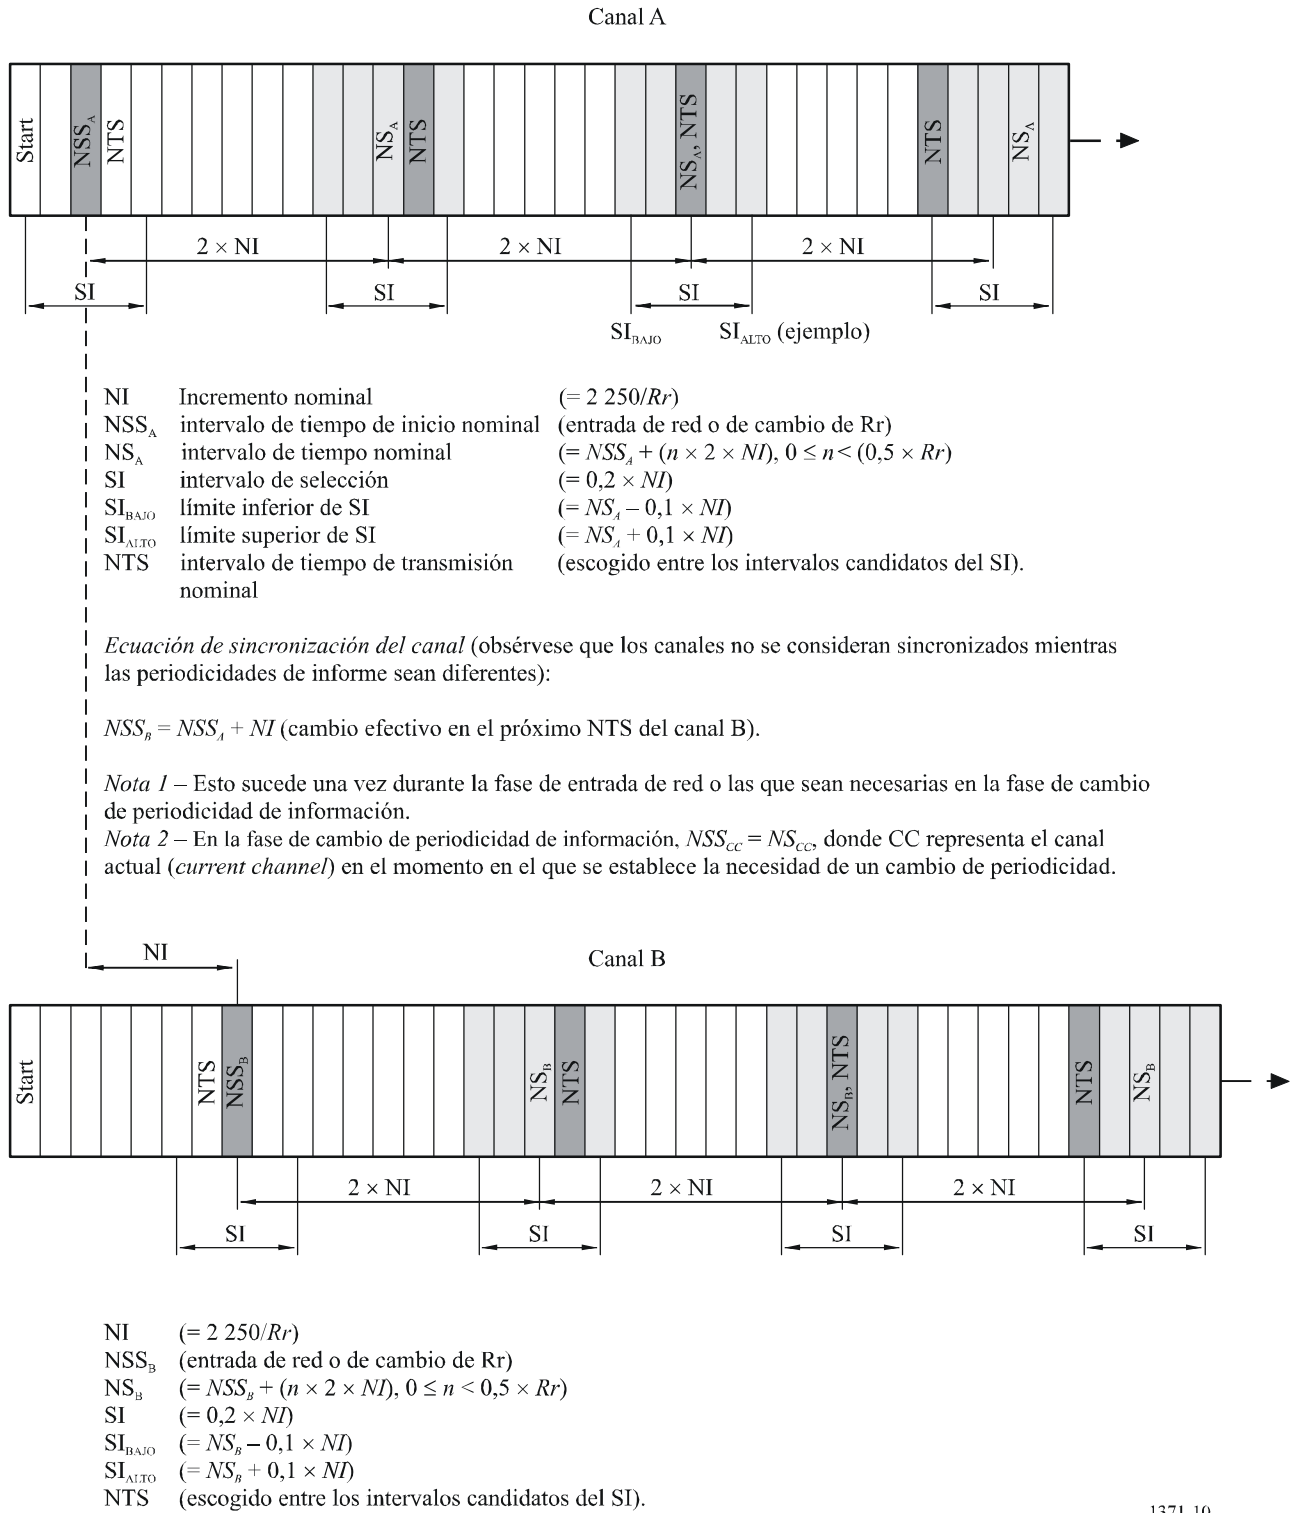 Canal A
Start
NSS_A
NTS
NS_A
NTS
NS_A, NTS
NTS
NS_A
2 × NI
2 × NI
2 × NI
SI
SI
SI
SI
SI_BAJO
SI_ALTO (ejemplo)
NI Incremento nominal (= 2 250/Rr)
NSS_A intervalo de tiempo de inicio nominal (entrada de red o de cambio de Rr)
NS_A intervalo de tiempo nominal (= NSS_A + (n × 2 × NI), 0 ≤ n < (0,5 × Rr)
SI intervalo de selección (= 0,2 × NI)
SI_BAJO límite inferior de SI (= NS_A – 0,1 × NI)
SI_ALTO límite superior de SI (= NS_A + 0,1 × NI)
NTS intervalo de tiempo de transmisión (escogido entre los intervalos candidatos del SI).
nominal
Ecuación de sincronización del canal (obsérvese que los canales no se consideran sincronizados mientras
las periodicidades de informe sean diferentes):
NSS_B = NSS_A + NI (cambio efectivo en el próximo NTS del canal B).
Nota 1 – Esto sucede una vez durante la fase de entrada de red o las que sean necesarias en la fase de cambio
de periodicidad de información.
Nota 2 – En la fase de cambio de periodicidad de información, NSS_CC = NS_CC, donde CC representa el canal
actual (current channel) en el momento en el que se establece la necesidad de un cambio de periodicidad.
NI
Canal B
Start
NTS
NSS_B
NS_B
NTS
NS_B, NTS
NTS
NS_B
2 × NI
2 × NI
2 × NI
SI
SI
SI
SI
NI (= 2 250/Rr)
NSS_B (entrada de red o de cambio de Rr)
NS_B (= NSS_B + (n × 2 × NI), 0 ≤ n < 0,5 × Rr)
SI (= 0,2 × NI)
SI_BAJO (= NS_B – 0,1 × NI)
SI_ALTO (= NS_B + 0,1 × NI)
NTS (escogido entre los intervalos candidatos del SI).
1371-10